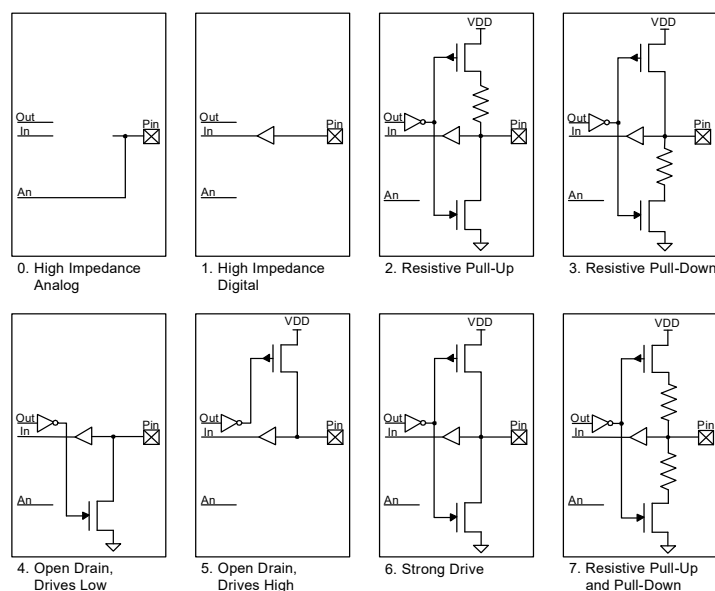 VDD
VDD
Out
In
Pin
An
Out
In
Pin
An
Out
In
Pin
An
Out
In
Pin
An
0. High Impedance
Analog
1. High Impedance
Digital
2. Resistive Pull-Up
3. Resistive Pull-Down
VDD
VDD
VDD
Out
In
Pin
An
Out
In
Pin
An
Out
In
Pin
An
Out
In
Pin
An
4. Open Drain,
Drives Low
5. Open Drain,
Drives High
6. Strong Drive
7. Resistive Pull-Up
and Pull-Down